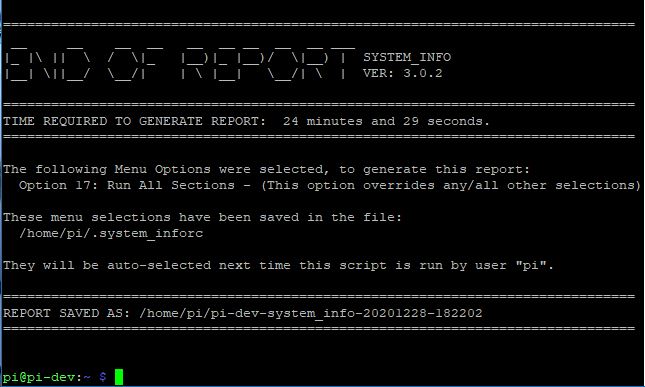 END OF REPORT
SYSTEM_INFO
VER: 3.0.2
TIME REQUIRED TO GENERATE REPORT:  24 minutes and 29 seconds.
The following Menu Options were selected, to generate this report:
Option 17: Run All Sections - (This option overrides any/all other selections)
These menu selections have been saved in the file:
/home/pi/.system_inforc
They will be auto-selected next time this script is run by user "pi".
REPORT SAVED AS: /home/pi/pi-dev-system_info-20201228-182202
pi@pi-dev:~ $